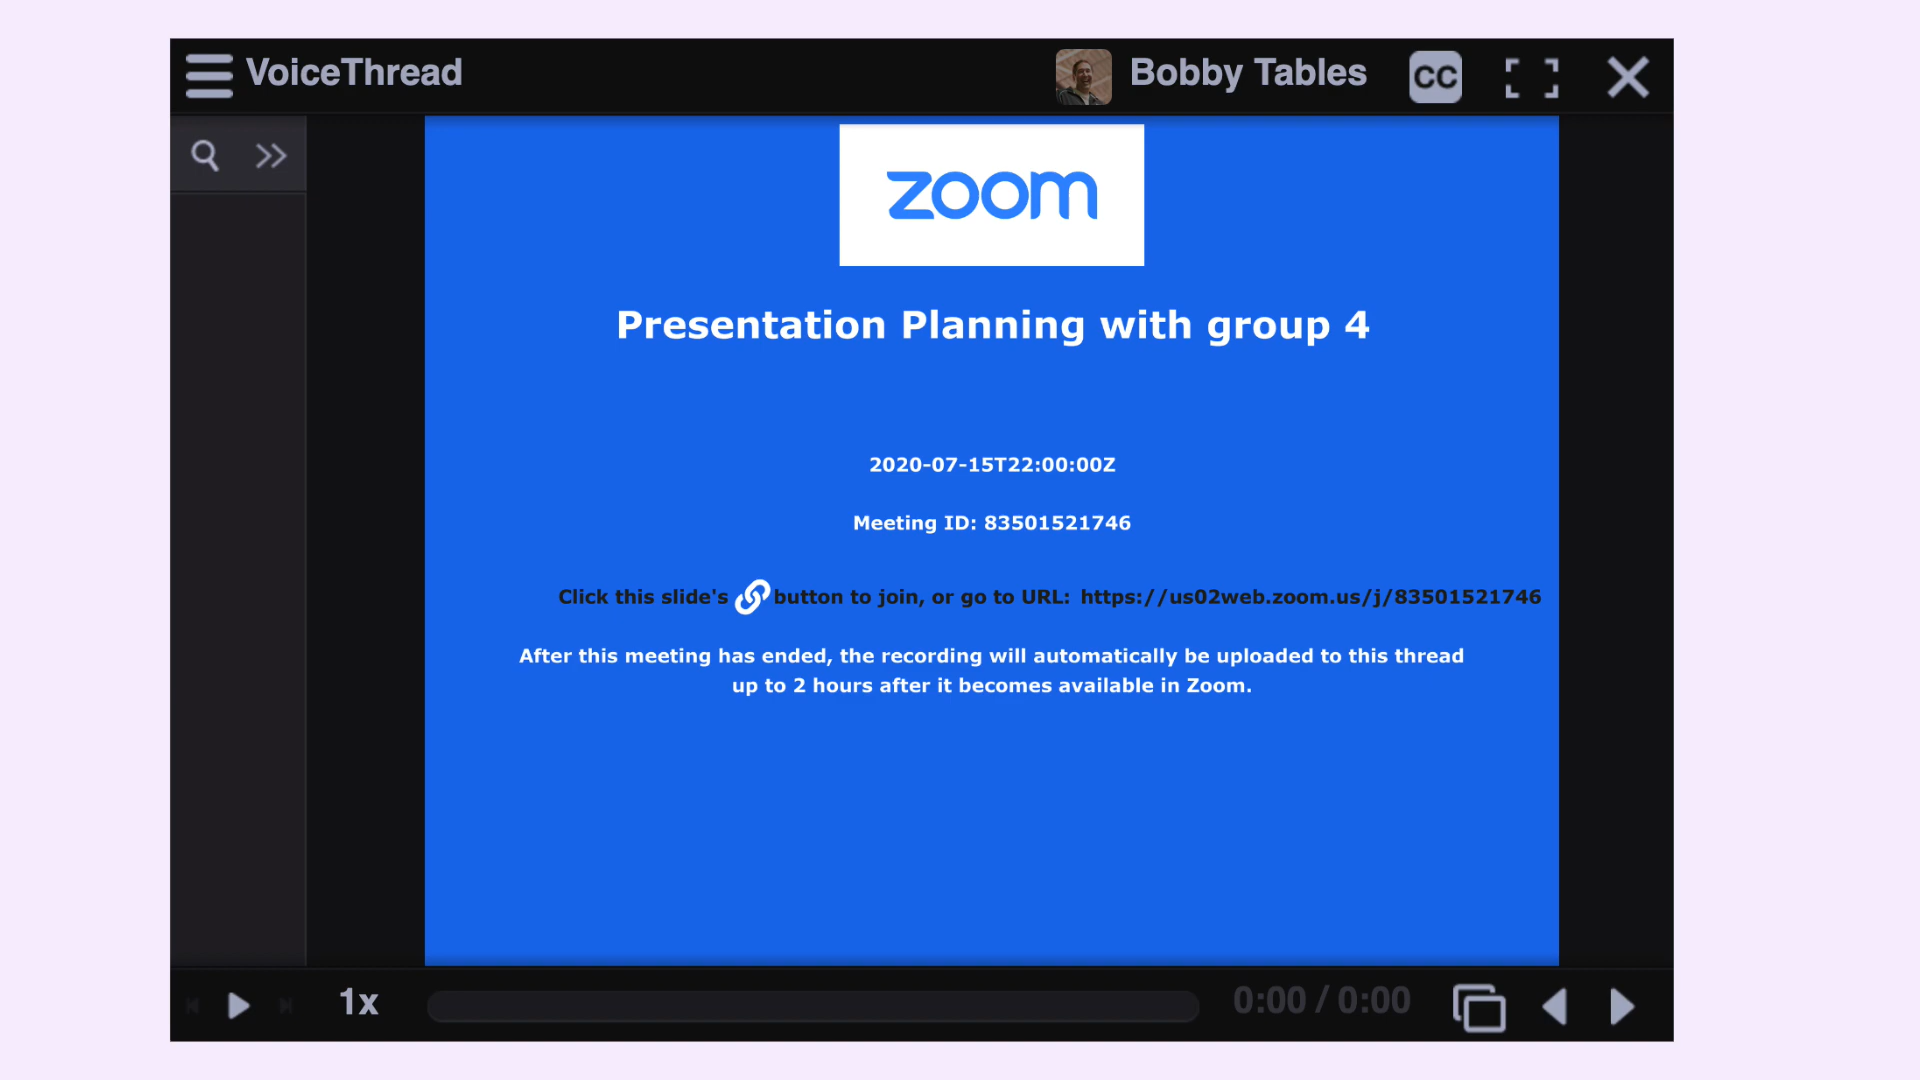 VoiceThread
Bobby Tables
CC
zoom
Presentation Planning with group 4
2020-07-15T22:00:00Z
Meeting ID: 83501521746
Click this slide's button to join, or go to URL: https://us02web.zoom.us/j/83501521746
After this meeting has ended, the recording will automatically be uploaded to this thread
up to 2 hours after it becomes available in Zoom.
1x
0:00 / 0:00